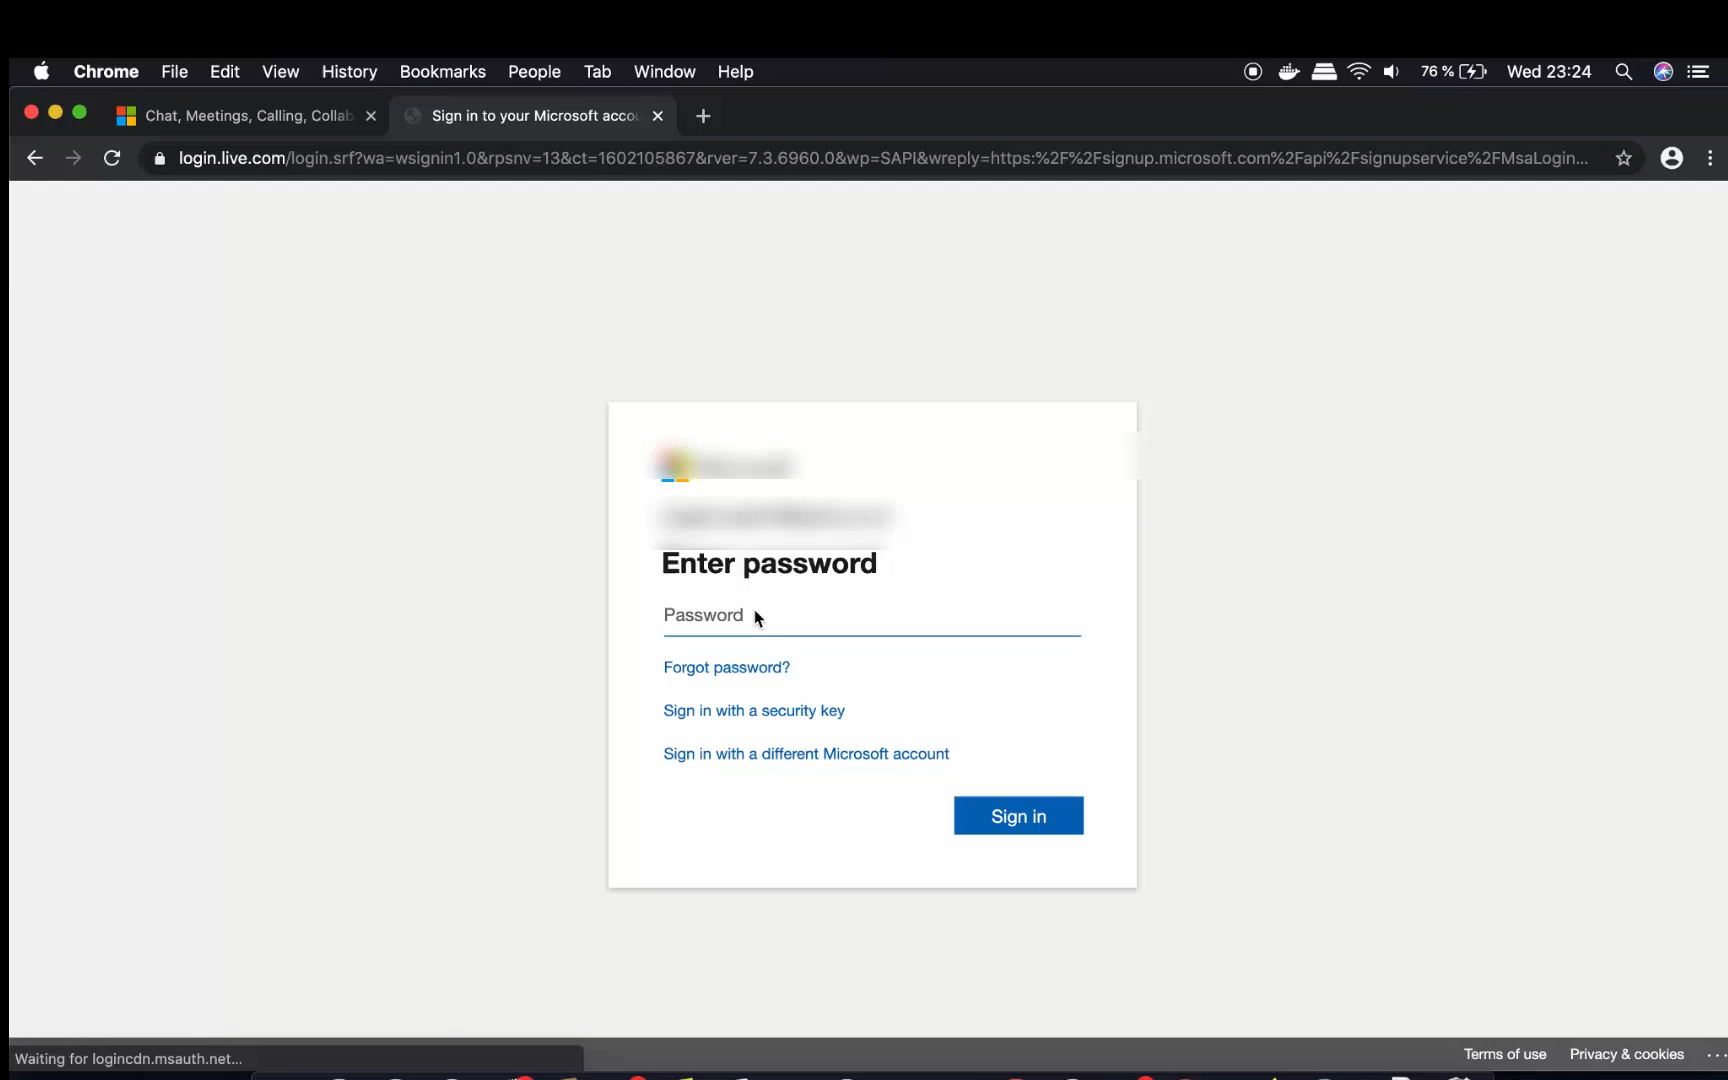 Chrome File Edit View History Bookmarks People Tab Window Help 76 % Wed 23:24
Chat, Meetings, Calling, Collab Sign in to your Microsoft acco
login.live.com/login.srf?wa=wsignin1.0&rpsnv=13&ct=1602105867&rver=7.3.6960.0&wp=SAPI&wreply=https:%2F%2Fsignup.microsoft.com%2Fapi%2Fsignupservice%2FMsaLogin...
Enter password
Password
Forgot password?
Sign in with a security key
Sign in with a different Microsoft account
Sign in
Waiting for logincdn.msauth.net...
Terms of use Privacy & cookies ...